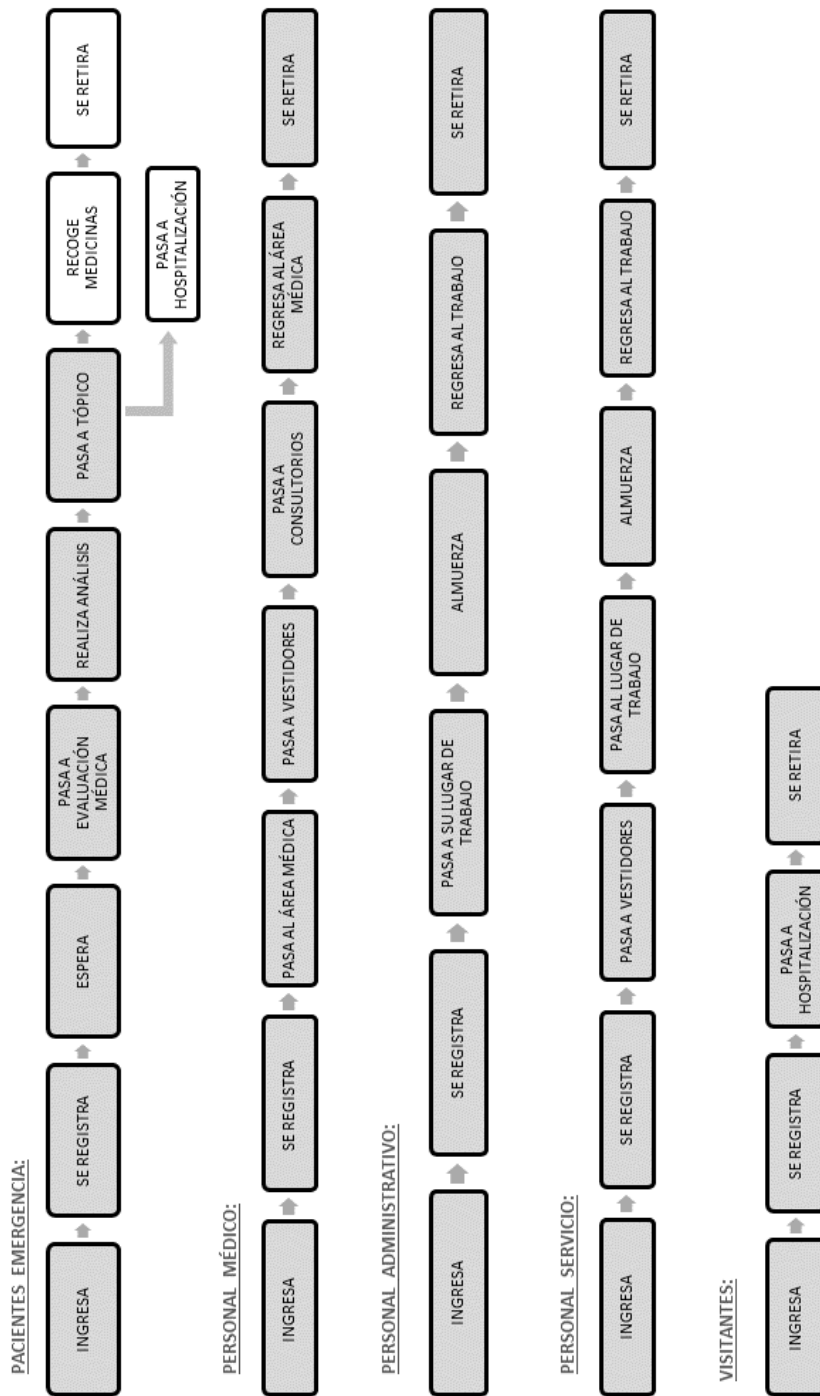 PACIENTES EMERGENCIA:
INGRESA
SE REGISTRA
ESPERA
PASA A
EVALUACIÓN
MÉDICA
REALIZA ANÁLISIS
PASA A TÓPICO
RECOGE
MEDICINAS
SE RETIRA
PASA A
HOSPITALIZACIÓN
PERSONAL MÉDICO:
INGRESA
SE REGISTRA
PASA AL ÁREA MÉDICA
PASA A VESTIDORES
PASA A
CONSULTORIOS
REGRESA AL ÁREA
MÉDICA
SE RETIRA
PERSONAL ADMINISTRATIVO:
INGRESA
SE REGISTRA
PASA A SU LUGAR DE
TRABAJO
ALMUERZA
REGRESA AL TRABAJO
SE RETIRA
PERSONAL SERVICIO:
INGRESA
SE REGISTRA
PASA A VESTIDORES
PASA AL LUGAR DE
TRABAJO
ALMUERZA
REGRESA AL TRABAJO
SE RETIRA
VISITANTES:
INGRESA
SE REGISTRA
PASA A
HOSPITALIZACIÓN
SE RETIRA